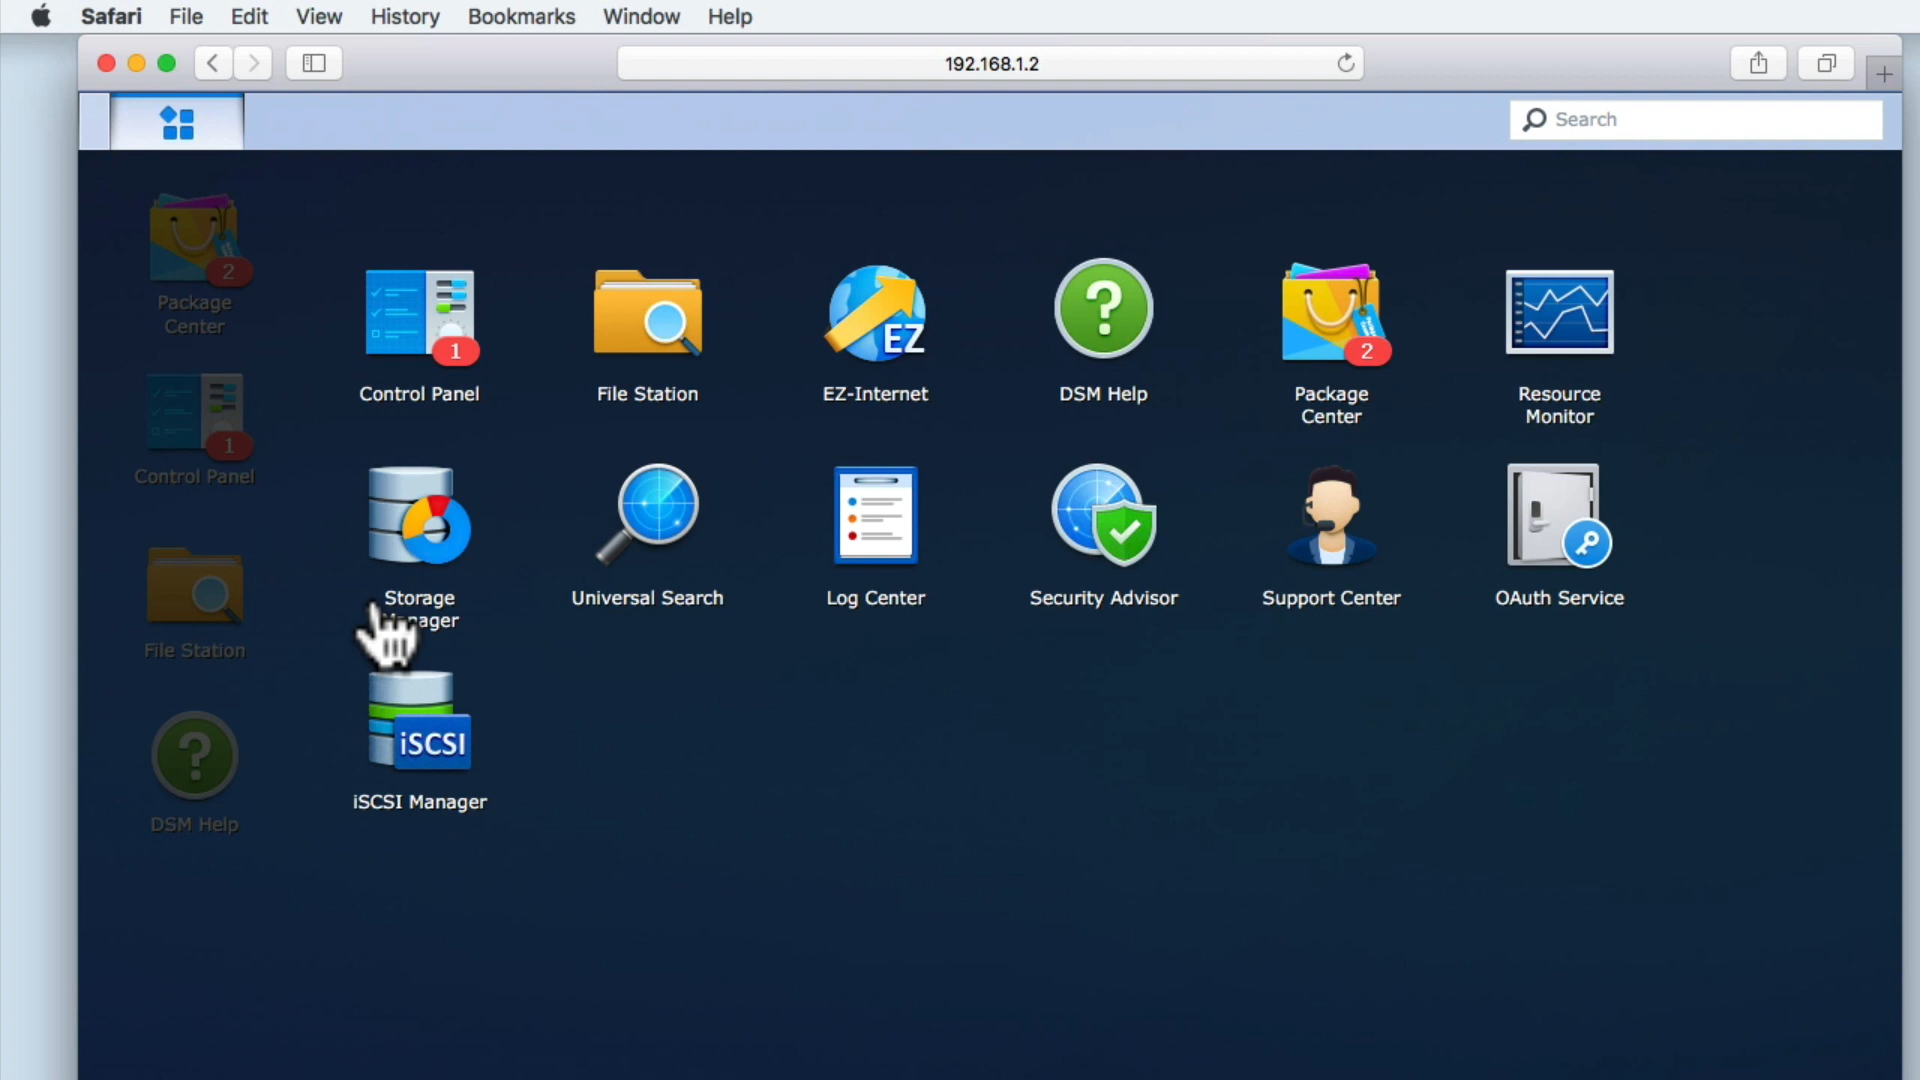 Safari File Edit View History Bookmarks Window Help
192.168.1.2
Search
2
Package
Center
1
Control Panel
File Station
DSM Help
1
Control Panel
File Station
EZ
EZ-Internet
DSM Help
2
Package
Center
Resource
Monitor
Storage
Manager
Universal Search
Log Center
Security Advisor
Support Center
OAuth Service
iSCSI
iSCSI Manager